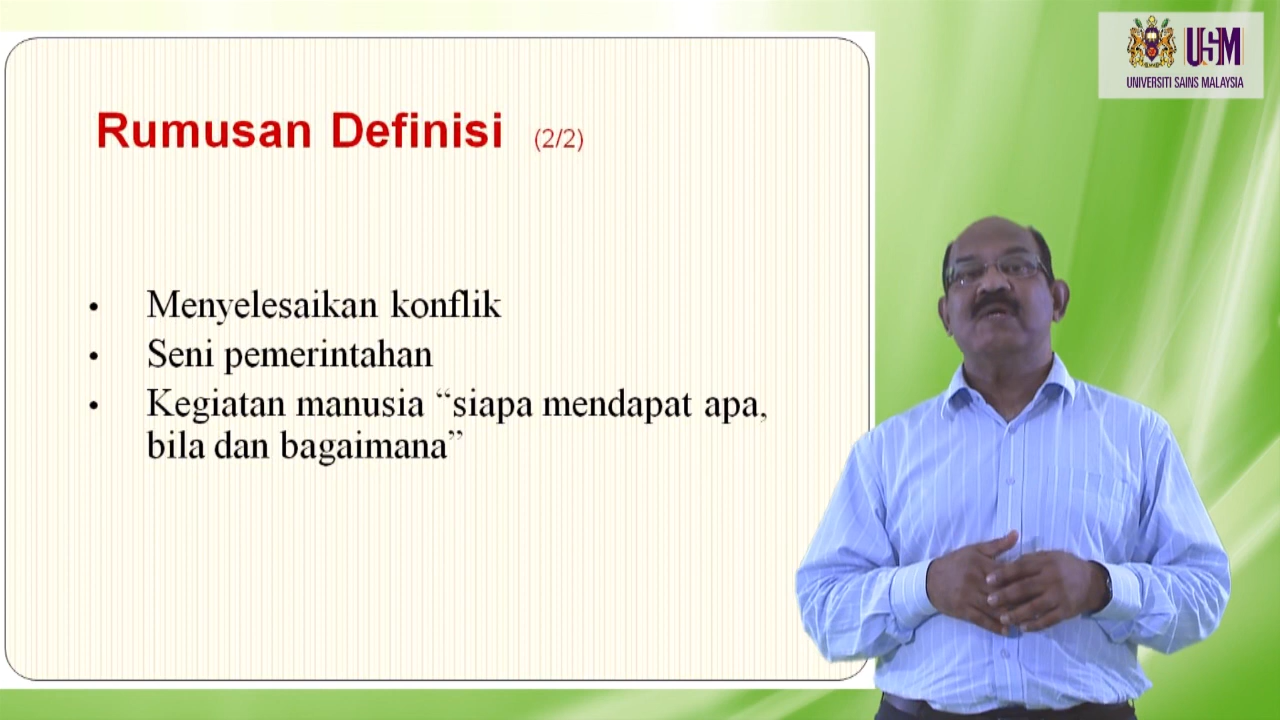 Rumusan Definisi (2/2)
• Menyelesaikan konflik
• Seni pemerintahan
• Kegiatan manusia “siapa mendapat apa,
bila dan bagaimana”
USM
UNIVERSITI SAINS MALAYSIA